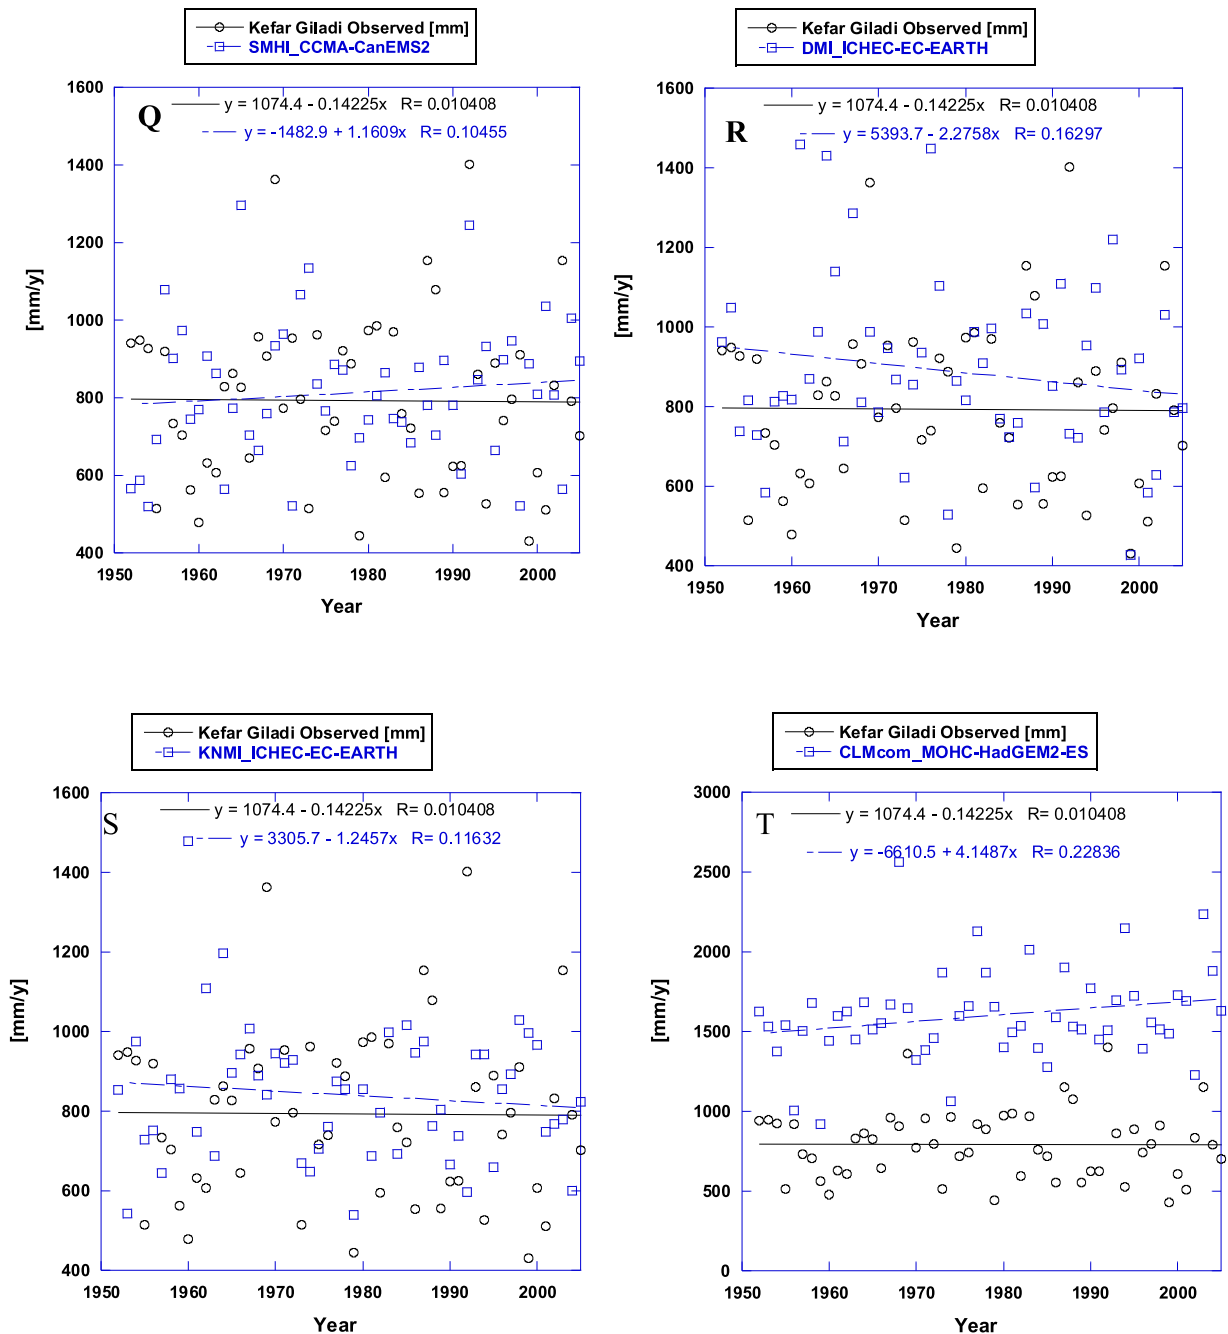 Kefar Giladi Observed [mm]
SMHI_CCMA-CanEMS2
Q
y = 1074.4 - 0.14225x R= 0.010408
y = -1482.9 + 1.1609x R= 0.10455
1600
1400
1200
1000
800
600
400
[mm/y]
1950 1960 1970 1980 1990 2000
Year
Kefar Giladi Observed [mm]
DMI_ICHEC-EC-EARTH
R
y = 1074.4 - 0.14225x R= 0.010408
y = 5393.7 - 2.2758x R= 0.16297
1600
1400
1200
1000
800
600
400
[mm/y]
1950 1960 1970 1980 1990 2000
Year
Kefar Giladi Observed [mm]
KNMI_ICHEC-EC-EARTH
S
y = 1074.4 - 0.14225x R= 0.010408
y = 3305.7 - 1.2457x R= 0.11632
1600
1400
1200
1000
800
600
400
[mm/y]
1950 1960 1970 1980 1990 2000
Year
Kefar Giladi Observed [mm]
CLMcom_MOHC-HadGEM2-ES
T
y = 1074.4 - 0.14225x R= 0.010408
y = -6610.5 + 4.1487x R= 0.22836
3000
2500
2000
1500
1000
500
0
[mm/y]
1950 1960 1970 1980 1990 2000
Year